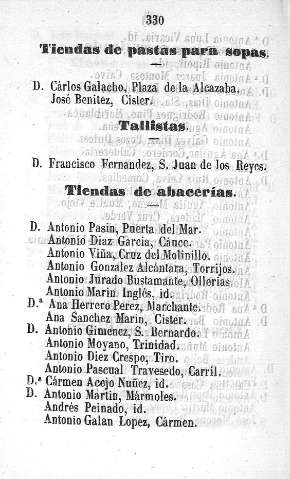 330
Tiendas de pastas para sopas.
D. Cárlos Galacho, Plaza de la Alcazaba.
José Benitez, Cister.
Tallistas.
D. Francisco Fernandez, S. Juan de los Reyes.
Tiendas de abacerías.
D. Antonio Pasin, Puerta del Mar.
Antonio Diaz Garcia, Cáuce.
Antonio Viña, Cruz del Molinillo.
Antonio Gonzalez Alcántara, Torrijos.
Antonio Jurado Bustamante, Ollerías
Antonio Marin Inglés, id.
D.ª Ana Herrero Perez, Marchante.
Ana Sanchez Marin, Cister.
D. Antonio Gimenez, S. Bernardo.
Antonio Moyano, Trinidad.
Antonio Diez Crespo, Tiro.
Antonio Pascual Travesedo, Carril.
D.ª Cármen Acejo Nuñez, id.
D. Antonio Martin, Mármoles.
Andrés Peinado, id.
Antonio Galan Lopez, Cármen.